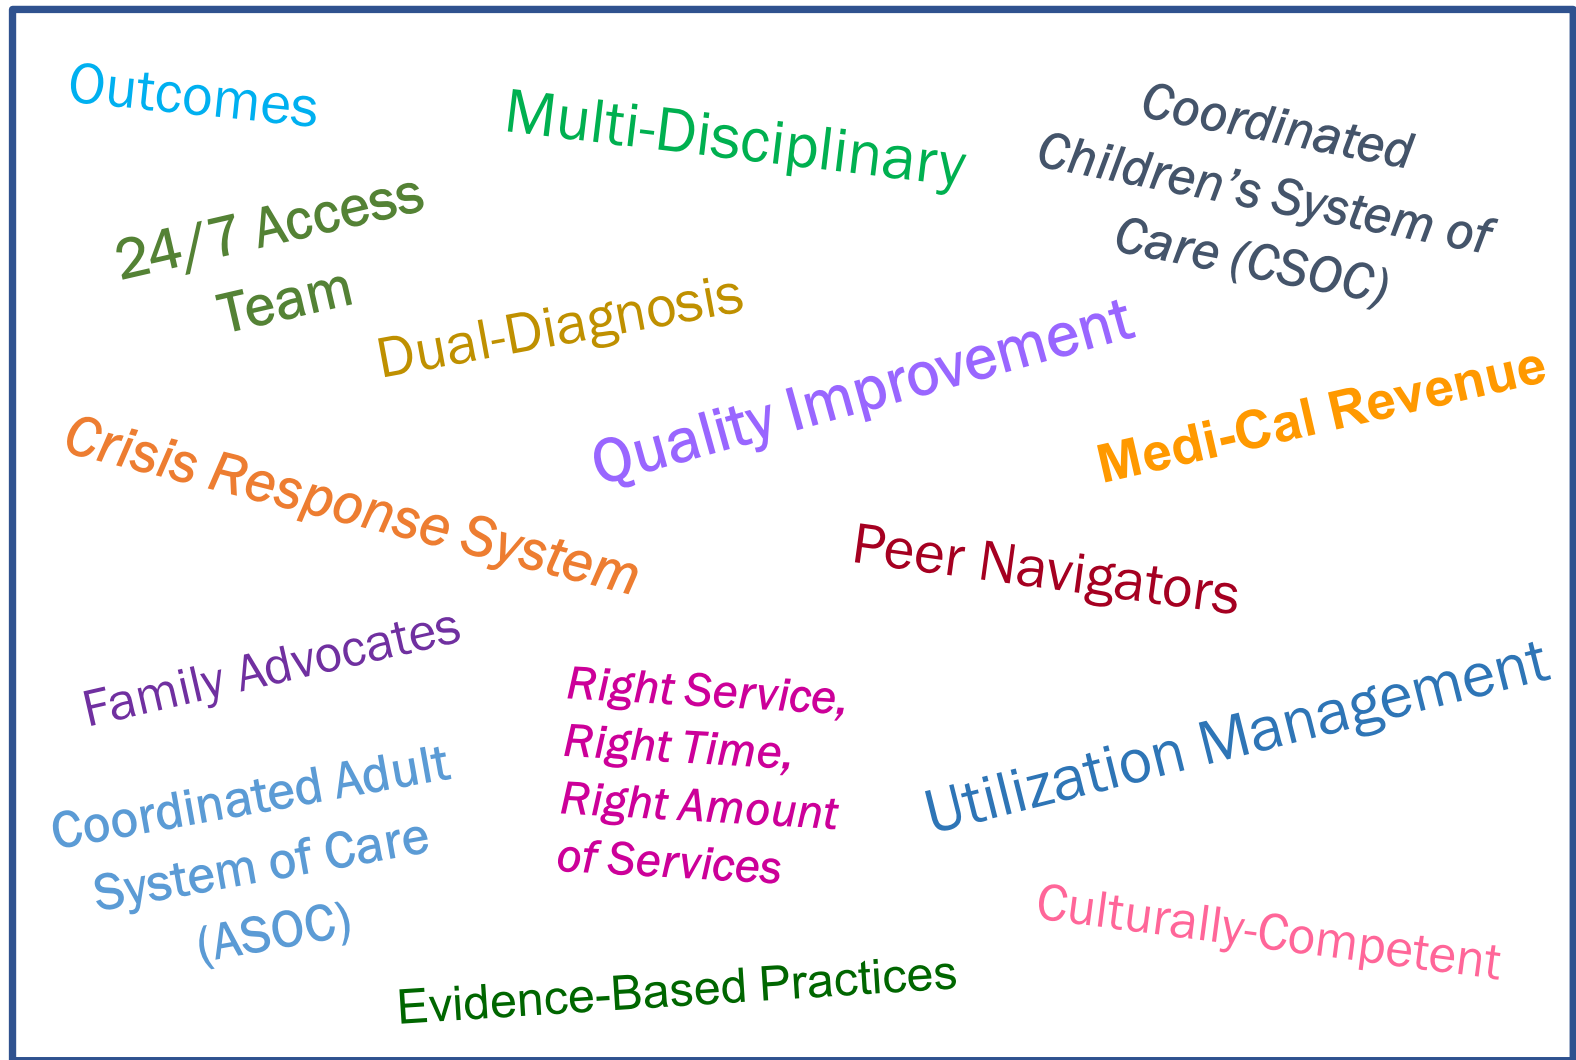 Outcomes
Multi-Disciplinary
Coordinated
Children’s System of
Care (CSOC)
24/7 Access
Team
Dual-Diagnosis
Quality Improvement
Medi-Cal Revenue
Crisis Response System
Peer Navigators
Family Advocates
Right Service,
Right Time,
Right Amount
of Services
Utilization Management
Coordinated Adult
System of Care
(ASOC)
Culturally-Competent
Evidence-Based Practices